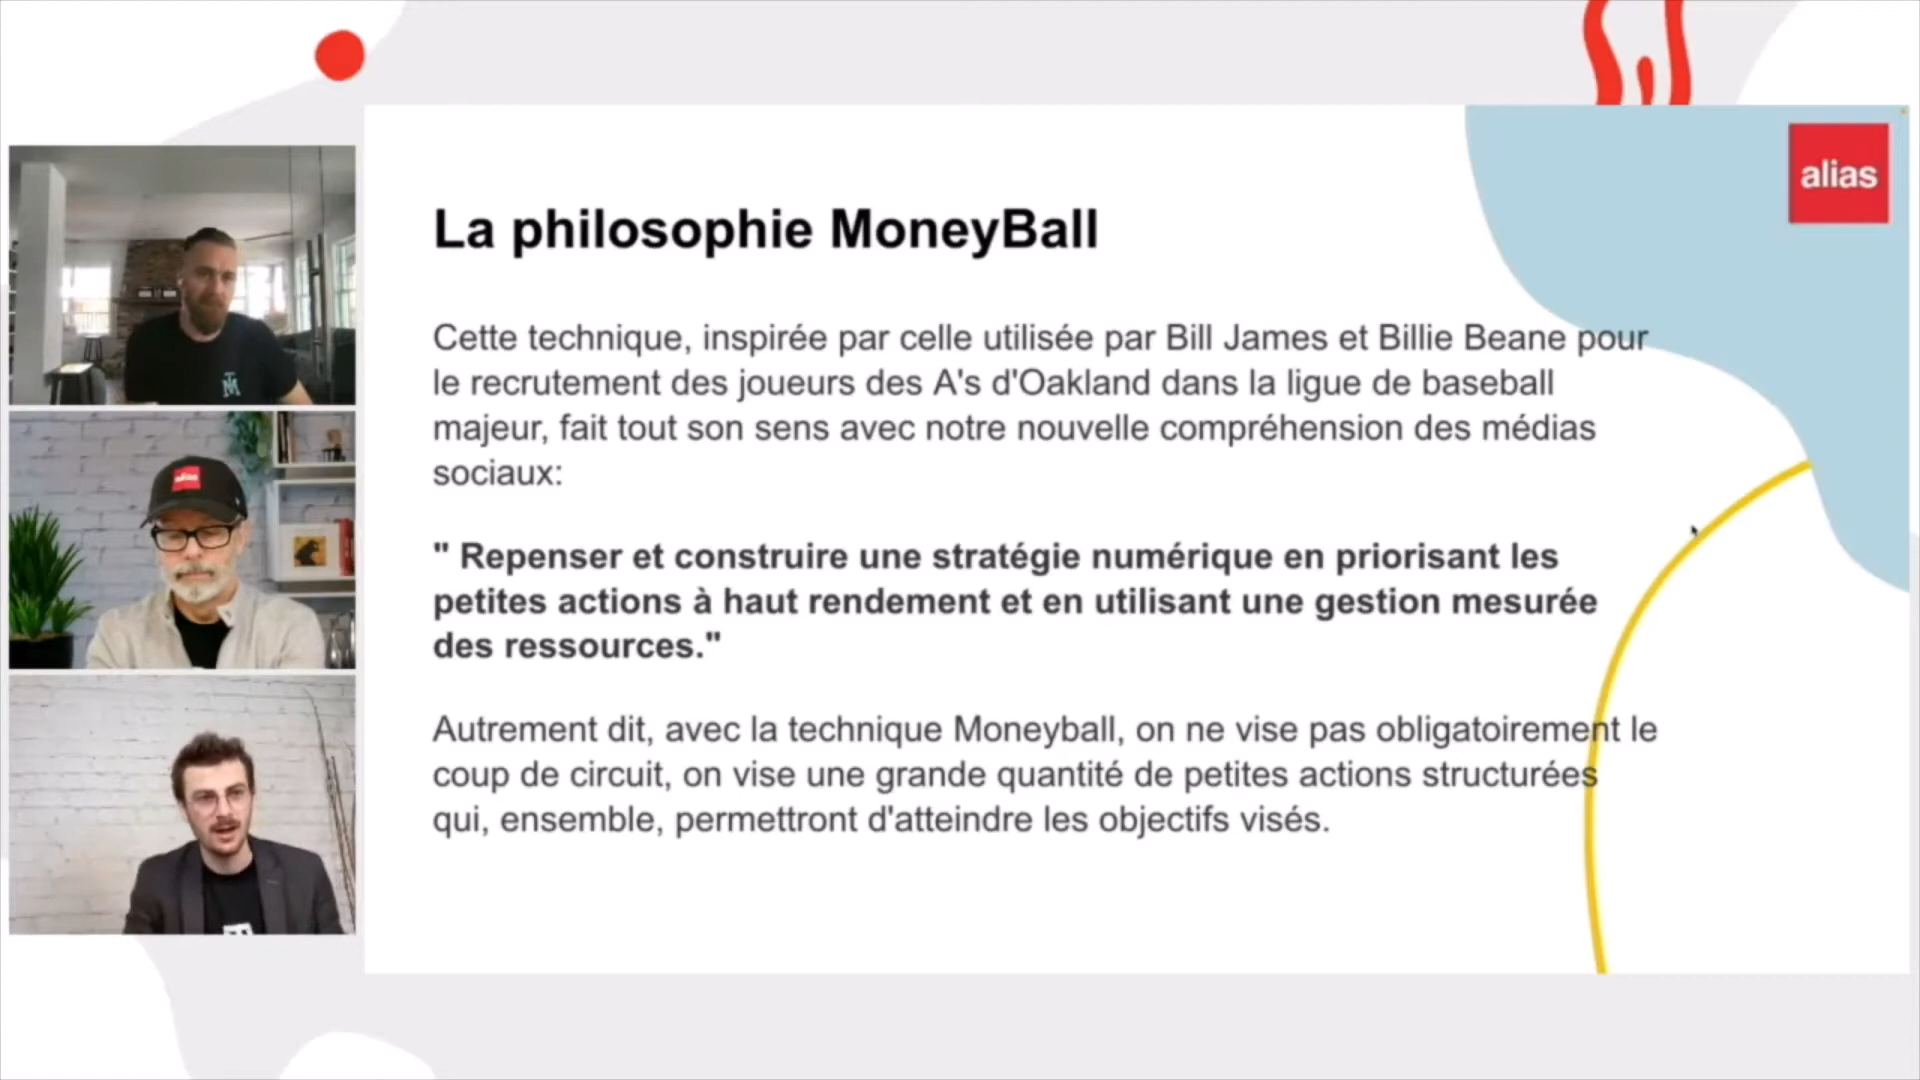 alias
La philosophie MoneyBall
Cette technique, inspirée par celle utilisée par Bill James et Billie Beane pour
le recrutement des joueurs des A's d'Oakland dans la ligue de baseball
majeur, fait tout son sens avec notre nouvelle compréhension des médias
sociaux:
" Repenser et construire une stratégie numérique en priorisant les
petites actions à haut rendement et en utilisant une gestion mesurée
des ressources."
Autrement dit, avec la technique Moneyball, on ne vise pas obligatoirement le
coup de circuit, on vise une grande quantité de petites actions structurées
qui, ensemble, permettront d'atteindre les objectifs visés.
alias